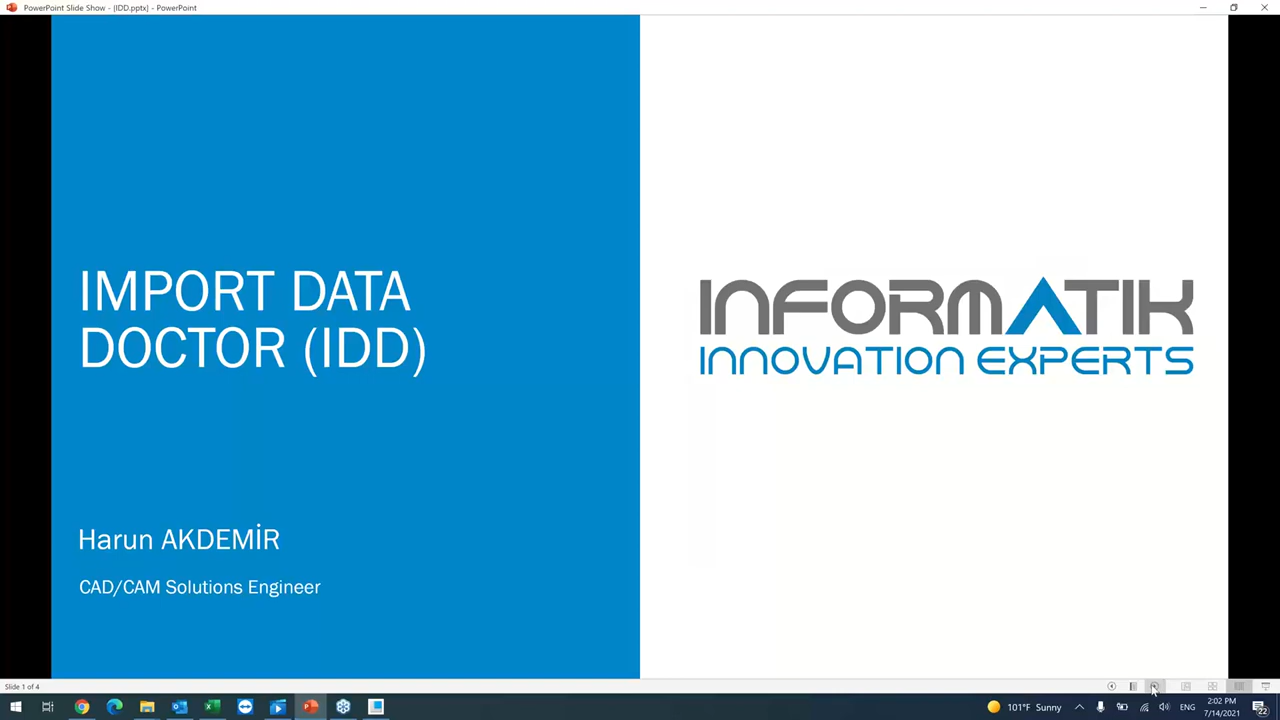 PowerPoint Slide Show - (IDD.pptx) - PowerPoint
IMPORT DATA
DOCTOR (IDD)
Harun AKDEMİR
CAD/CAM Solutions Engineer
INFORMATIK
INNOVATION EXPERTS
Slide 1 of 4
101°F Sunny
ENG
2:02 PM
7/14/2021
22